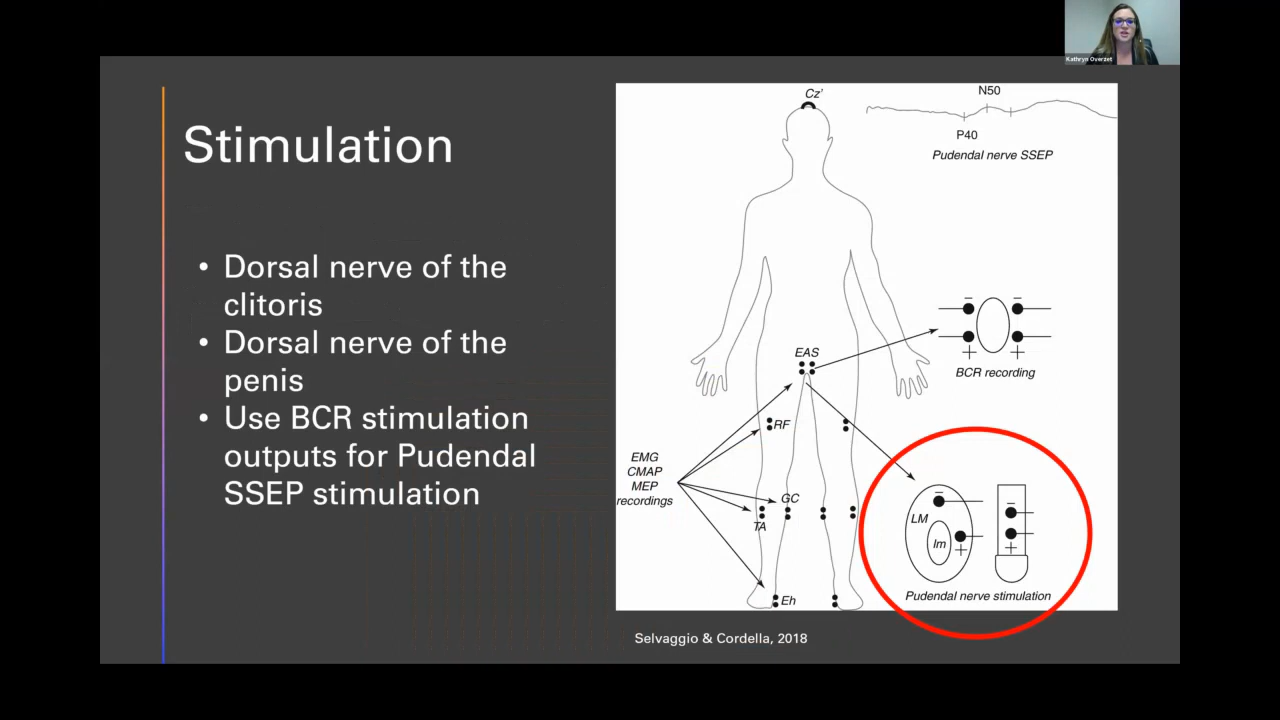 Kathryn Overzet
Stimulation
• Dorsal nerve of the
clitoris
• Dorsal nerve of the
penis
• Use BCR stimulation
outputs for Pudendal
SSEP stimulation
Cz'
N50
P40
Pudendal nerve SSEP
EAS
BCR recording
RF
EMG
CMAP
MEP
recordings
GC
TA
Eh
LM
lm
Pudendal nerve stimulation
Selvaggio & Cordella, 2018